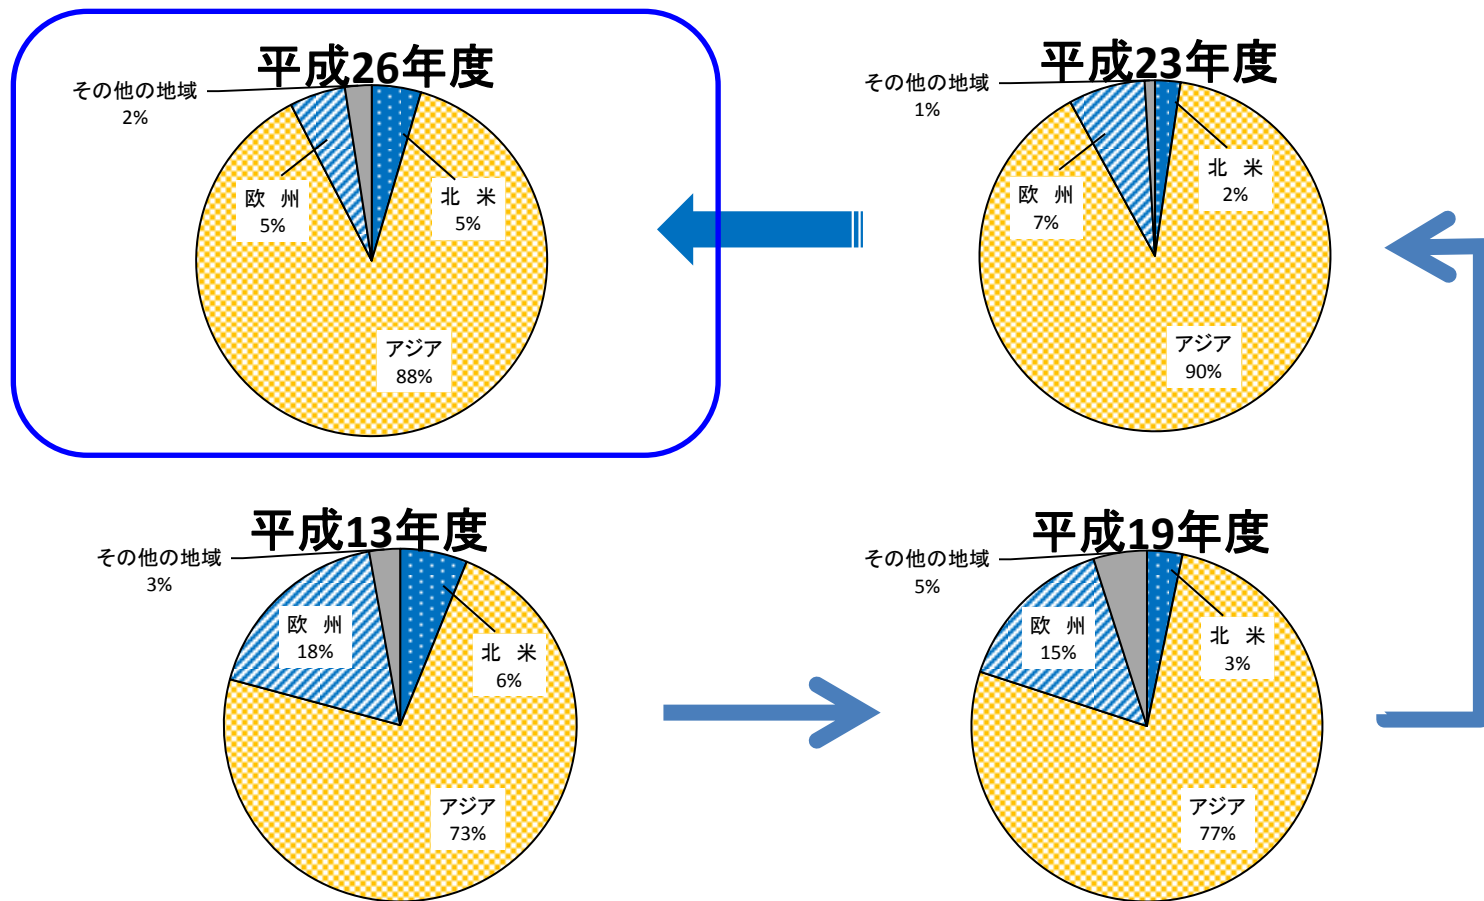 平成26年度
その他の地域
2%
欧　州
5%
北　米
5%
アジア
88%
平成23年度
その他の地域
1%
欧　州
7%
北　米
2%
アジア
90%
平成13年度
その他の地域
3%
欧　州
18%
北　米
6%
アジア
73%
平成19年度
その他の地域
5%
欧　州
15%
北　米
3%
アジア
77%